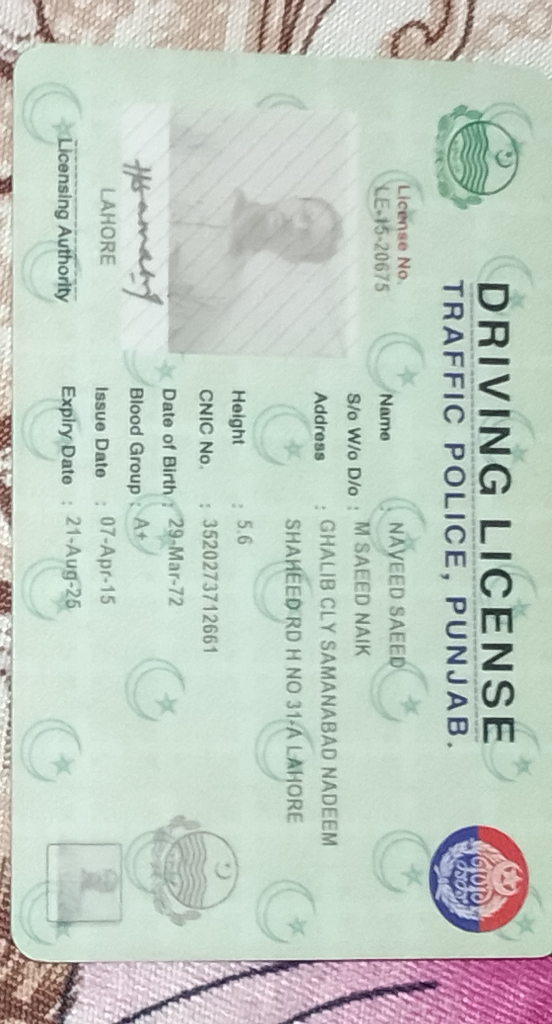 DRIVING LICENSE
TRAFFIC POLICE, PUNJAB.
License No.
LE-15-20675
Name : NAVEED SAEED
S/o W/o D/o : M SAEED NAIK
Address : GHALIB CLY SAMANABAD NADEEM
SHAHEED RD H NO 31-A LAHORE
Height : 5.6
CNIC No. : 3520273712661
Date of Birth : 29-Mar-72
Blood Group : A+
Issue Date : 07-Apr-15
Expiry Date : 21-Aug-25
LAHORE
Licensing Authority